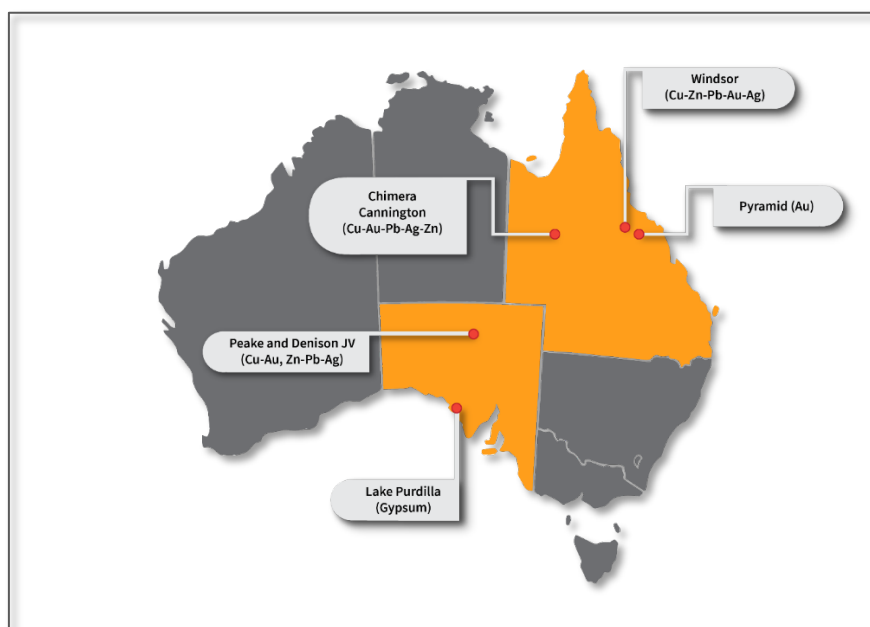 Windsor
(Cu-Zn-Pb-Au-Ag)
Chimera
Cannington
(Cu-Au-Pb-Ag-Zn)
Pyramid (Au)
Peake and Denison JV
(Cu-Au, Zn-Pb-Ag)
Lake Purdilla
(Gypsum)